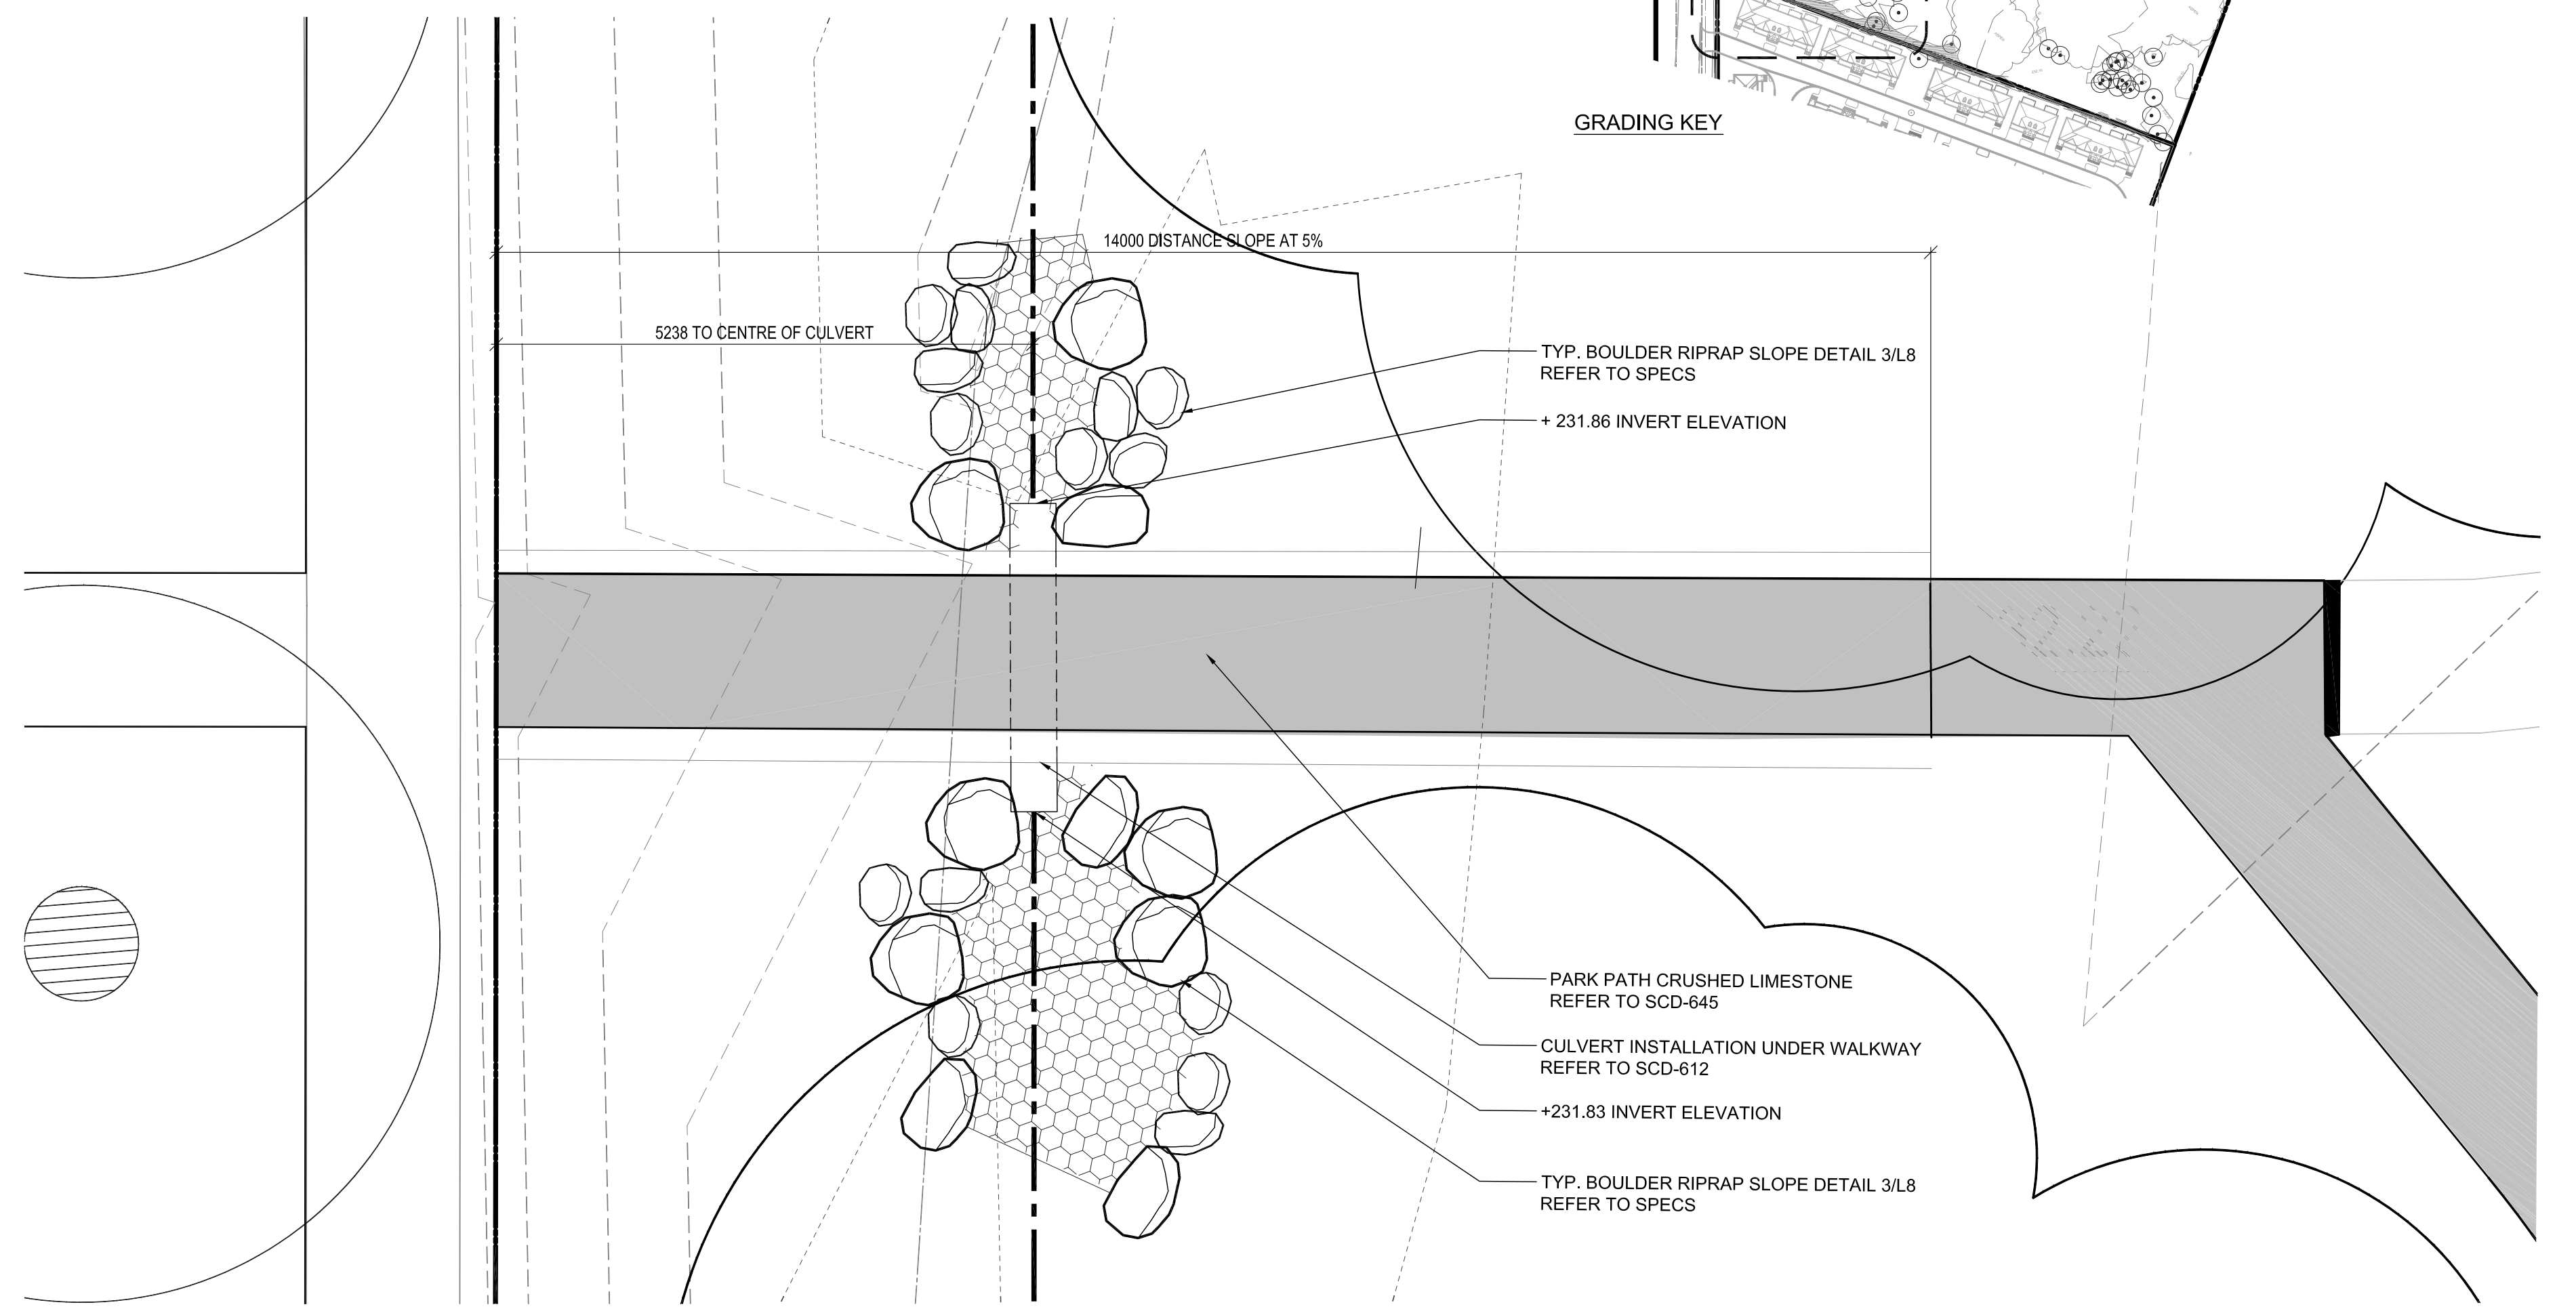 GRADING KEY
14000 DISTANCE SLOPE AT 5%
5238 TO CENTRE OF CULVERT
TYP. BOULDER RIPRAP SLOPE DETAIL 3/L8
REFER TO SPECS
+ 231.86 INVERT ELEVATION
PARK PATH CRUSHED LIMESTONE
REFER TO SCD-645
CULVERT INSTALLATION UNDER WALKWAY
REFER TO SCD-612
+231.83 INVERT ELEVATION
TYP. BOULDER RIPRAP SLOPE DETAIL 3/L8
REFER TO SPECS